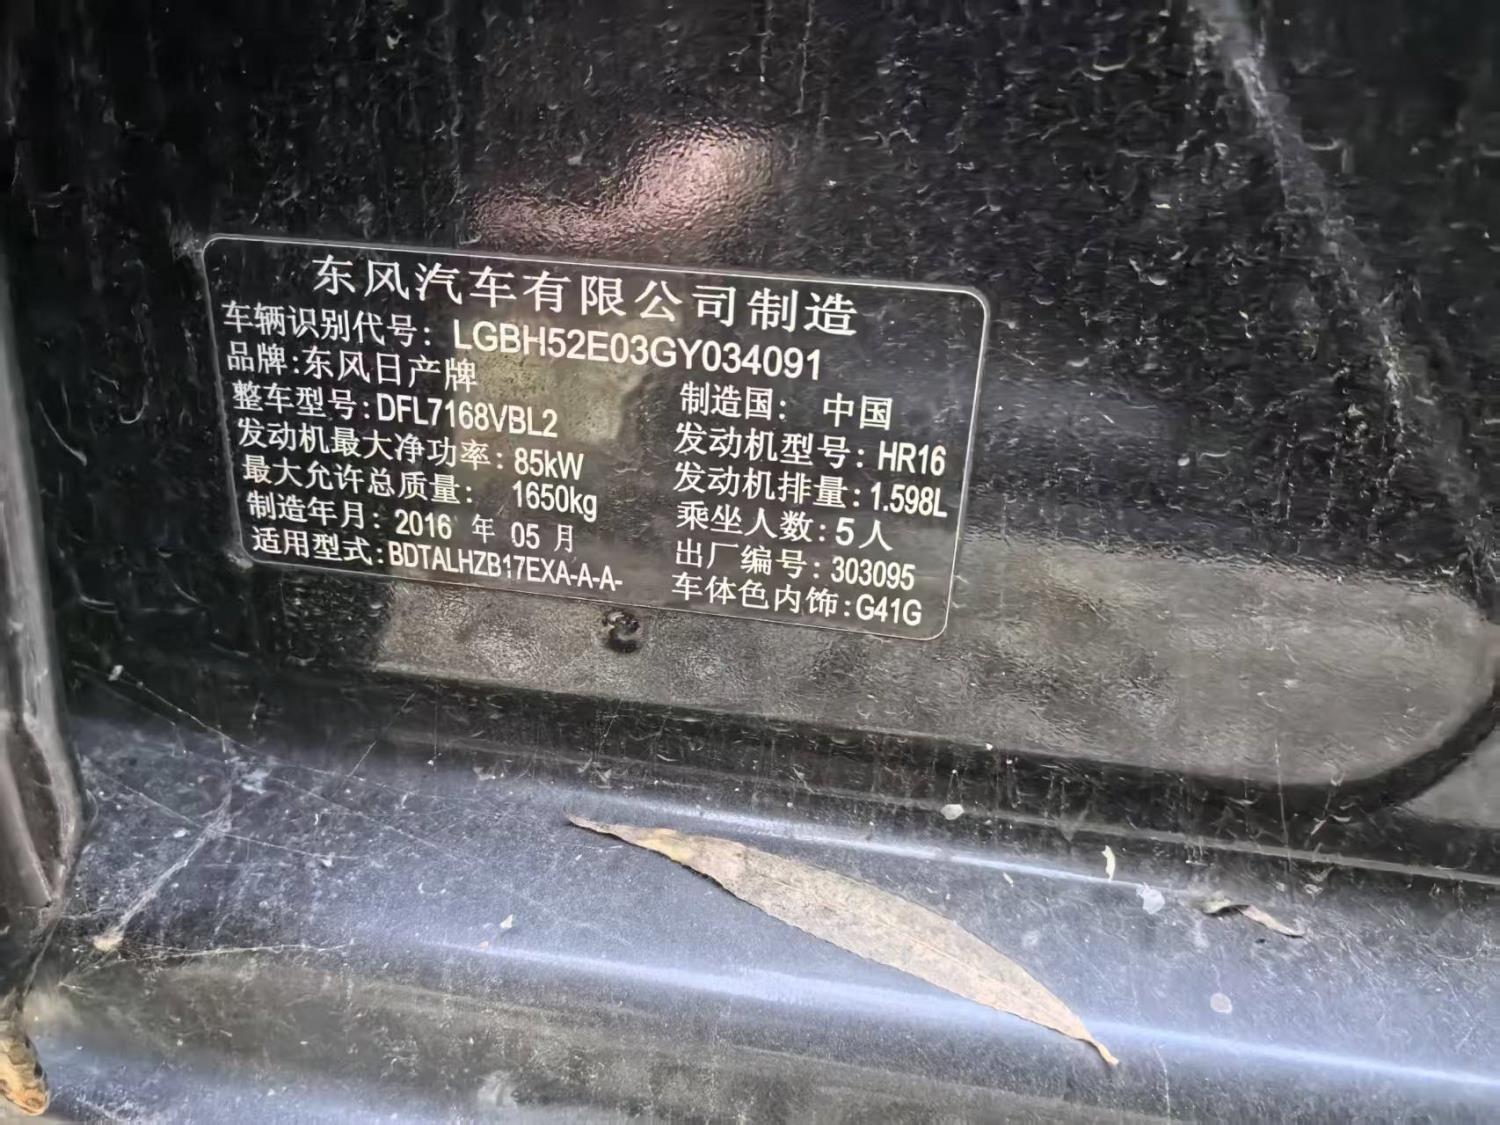 东风汽车有限公司制造
车辆识别代号：LGBH52E03GY034091
品牌:东风日产牌
制造国： 中国
整车型号:DFL7168VBL2
发动机型号：HR16
发动机最大净功率:85kW
发动机排量:1.598L
最大允许总质量： 1650kg
乘坐人数:5人
制造年月: 2016 年 05 月
出厂编号: 303095
适用型式:BDTALHZB17EXA-A-A-
车体色内饰:G41G